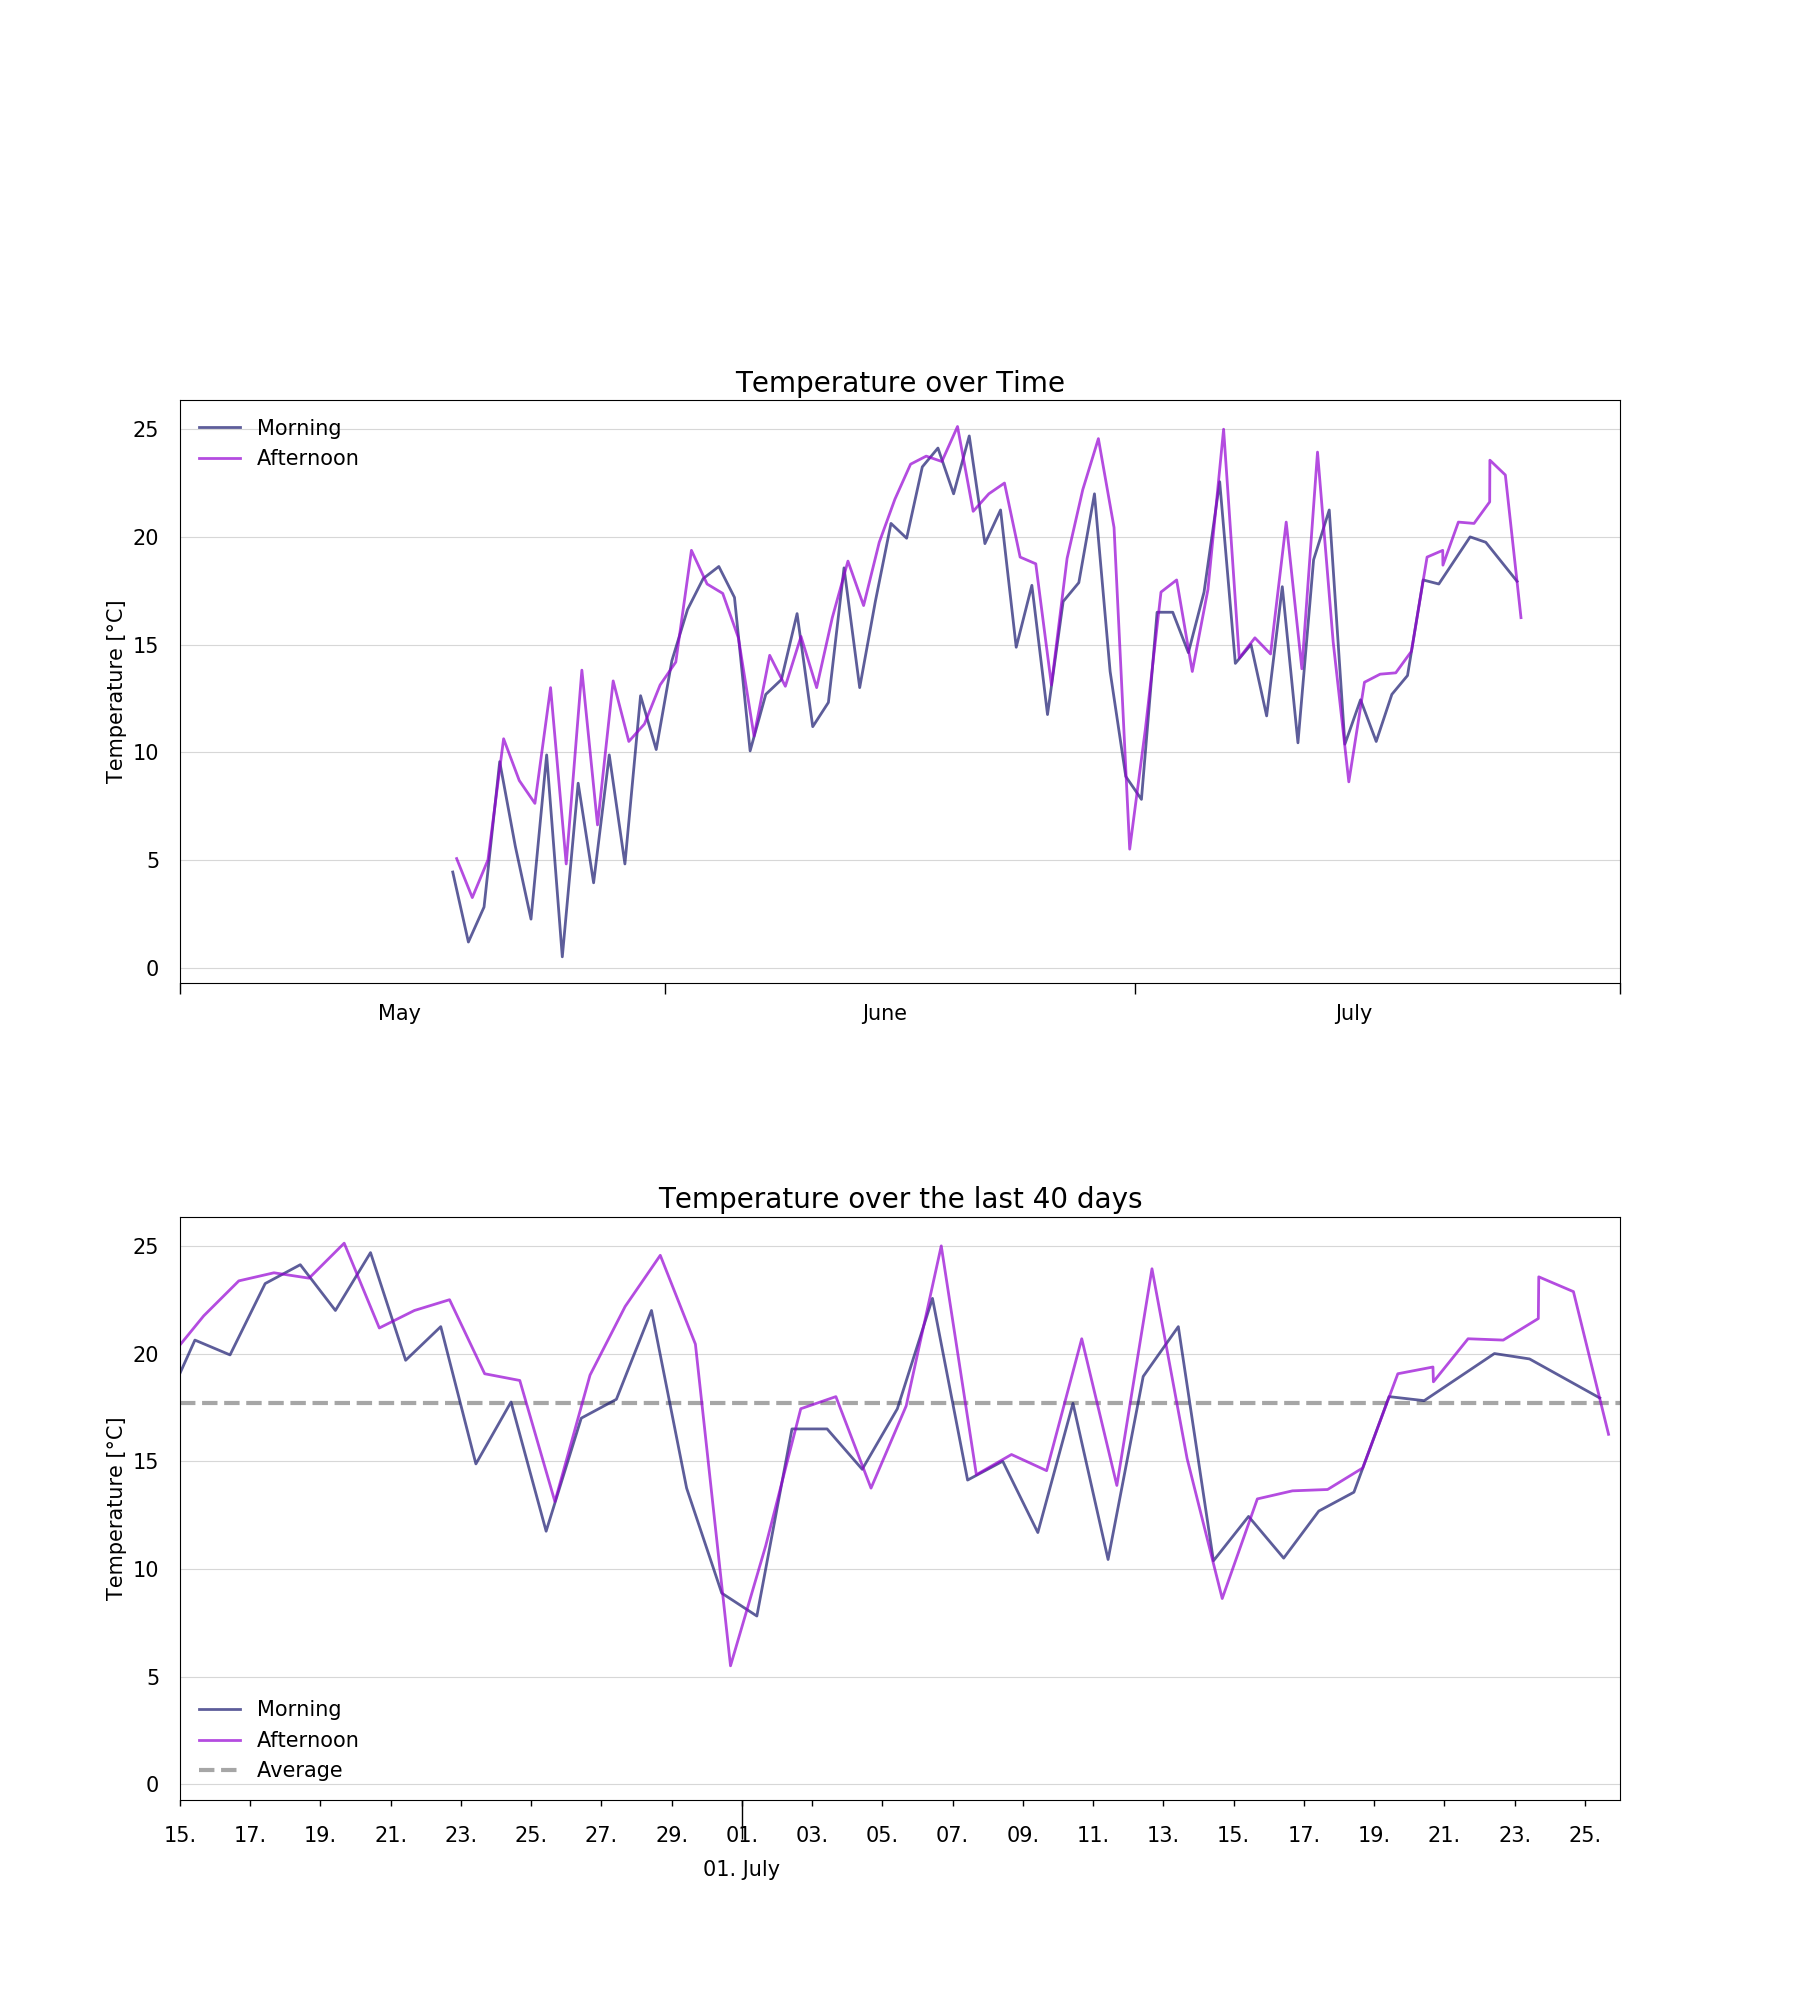 Temperature over Time
Temperature [°C]
25
20
15
10
5
0
Morning
Afternoon
May June July
Temperature over the last 40 days
Temperature [°C]
25
20
15
10
5
0
Morning
Afternoon
Average
15. 17. 19. 21. 23. 25. 27. 29. 01. 03. 05. 07. 09. 11. 13. 15. 17. 19. 21. 23. 25.
01. July